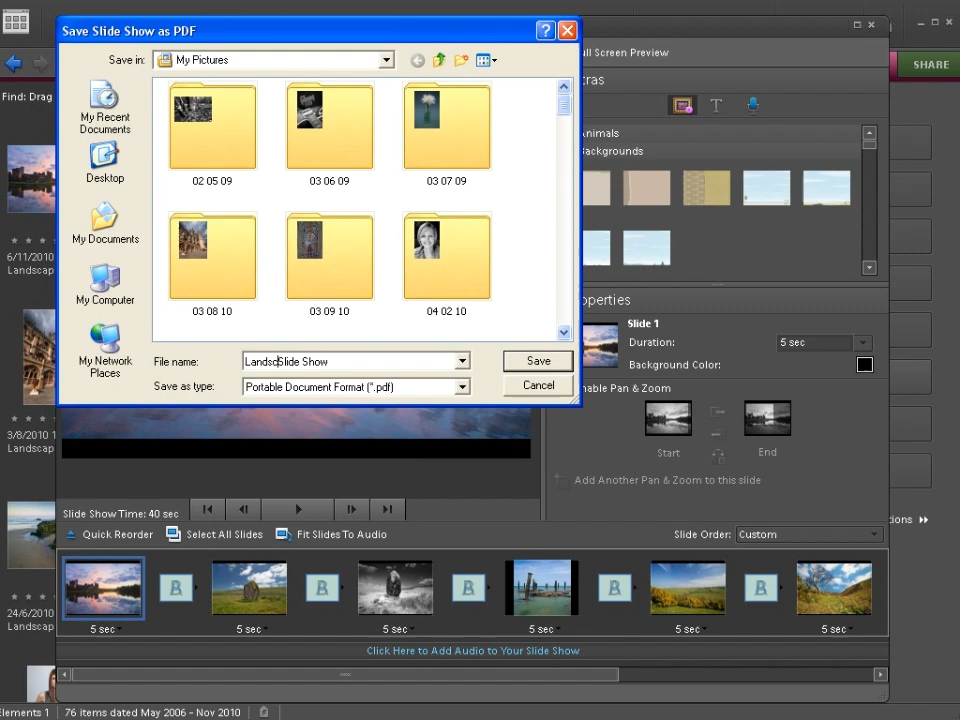 Save Slide Show as PDF
Save in:
My Pictures
My Recent Documents
Desktop
My Documents
My Computer
My Network Places
02 05 09
03 06 09
03 07 09
03 08 10
03 09 10
04 02 10
File name:
LandscSlide Show
Save
Save as type:
Portable Document Format (*.pdf)
Cancel
ull Screen Preview
tras
nimals
ackgrounds
operties
Slide 1
Duration:
5 sec
Background Color:
nable Pan & Zoom
Start
End
Add Another Pan & Zoom to this slide
SHARE
Find: Drag
6/11/2010
Landscap
3/8/2010 1
Landscap
24/6/2010
Landscap
tions
Slide Show Time: 40 sec
Quick Reorder
Select All Slides
Fit Slides To Audio
Slide Order:
Custom
5 sec
5 sec
5 sec
5 sec
5 sec
5 sec
Click Here to Add Audio to Your Slide Show
Elements 1
76 items dated May 2006 - Nov 2010